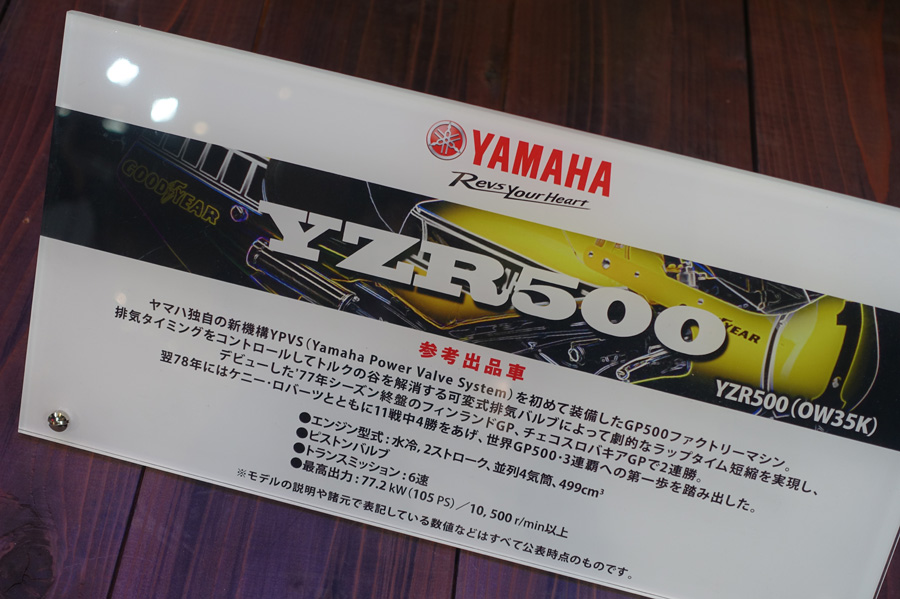 YAMAHA
Revs Your Heart
GOODYEAR
YZR500
YEAR
YZR500（OW35K）
参考出品車
ヤマハ独自の新機構YPVS（Yamaha Power Valve System）を初めて装備したGP500ファクトリーマシン。
排気タイミングをコントロールしてトルクの谷を解消する可変式排気バルブによって劇的なラップタイム短縮を実現し、
デビューした'77年シーズン終盤のフィンランドGP、チェコスロバキアGPで2連勝。
翌78年にはケニー・ロバーツとともに11戦中4勝をあげ、世界GP500・3連覇への第一歩を踏み出した。
●エンジン型式：水冷，2ストローク，並列4気筒，499cm³
●ピストンバルブ
●トランスミッション：6速
●最高出力：77.2 kW（105 PS）／10,500 r/min以上
※モデルの説明や諸元で表記している数値などはすべて公表時点のものです。